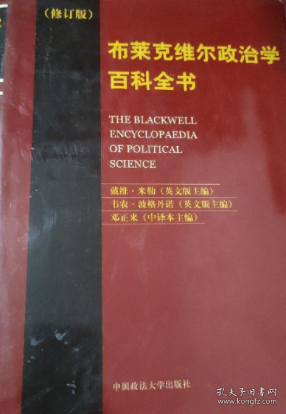 （修订版）
布莱克维尔政治学
百科全书
THE BLACKWELL
ENCYCLOPAEDIA
OF POLITICAL
SCIENCE
戴维·米勒（英文版主编）
韦农·波格丹诺（英文版主编）
邓正来（中译本主编）
中国政法大学出版社
孔夫子旧书网
kongfz.com